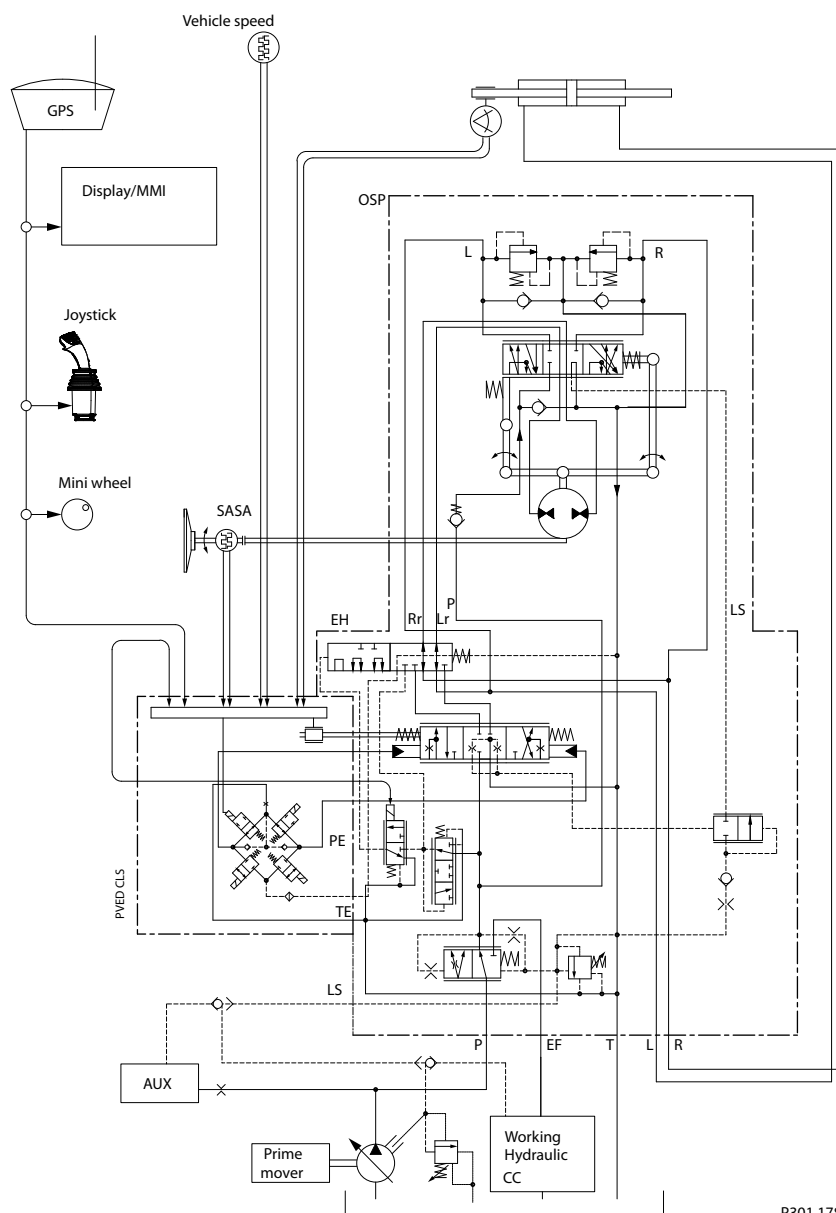 Vehicle speed
GPS
Display/MMI
OSP
L
R
Joystick
Mini wheel
SASA
P
LS
EH
Rr
Lr
PE
PVED CLS
TE
LS
P
EF
T
L
R
AUX
Working
Hydraulic
CC
Prime
mover